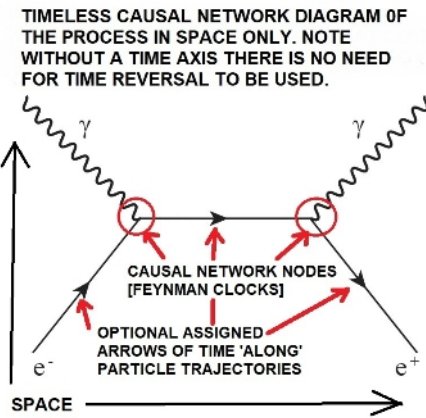 TIMELESS CAUSAL NETWORK DIAGRAM 0F
THE PROCESS IN SPACE ONLY. NOTE
WITHOUT A TIME AXIS THERE IS NO NEED
FOR TIME REVERSAL TO BE USED.
γ
γ
CAUSAL NETWORK NODES
[FEYNMAN CLOCKS]
OPTIONAL ASSIGNED
ARROWS OF TIME 'ALONG'
PARTICLE TRAJECTORIES
e-
e+
SPACE